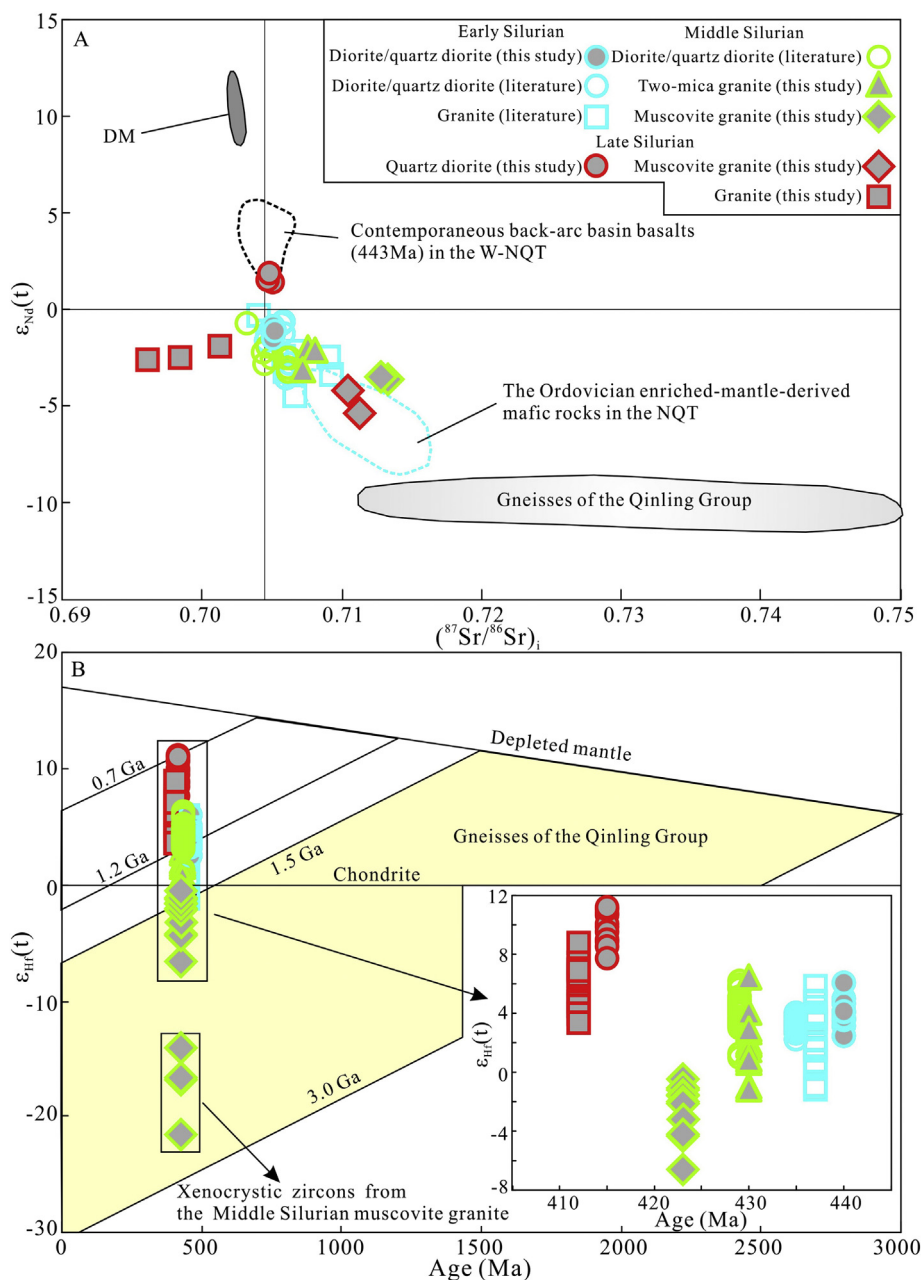 A
15
10
5
0
-5
-10
-15
εNd(t)
Early Silurian
Middle Silurian
Diorite/quartz diorite (this study)
Diorite/quartz diorite (literature)
Diorite/quartz diorite (literature)
Two-mica granite (this study)
Granite (literature)
Muscovite granite (this study)
Late Silurian
Quartz diorite (this study)
Muscovite granite (this study)
Granite (this study)
DM
Contemporaneous back-arc basin basalts
(443Ma) in the W-NQT
The Ordovician enriched-mantle-derived
mafic rocks in the NQT
Gneisses of the Qinling Group
0.69
0.70
0.71
0.72
0.73
0.74
0.75
(⁸⁷Sr/⁸⁶Sr)i
B
20
10
0
-10
-20
-30
εHf(t)
Depleted mantle
0.7 Ga
1.2 Ga
1.5 Ga
Gneisses of the Qinling Group
Chondrite
3.0 Ga
Xenocrystic zircons from
the Middle Silurian muscovite granite
12
8
4
0
-4
-8
εHf(t)
410
420
430
440
Age (Ma)
0
500
1000
1500
2000
2500
3000
Age (Ma)